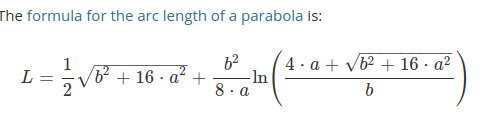 The formula for the arc length of a parabola is:
L = 1/2 √(b² + 16 · a²) + b²/(8 · a) ln((4 · a + √(b² + 16 · a²))/b)